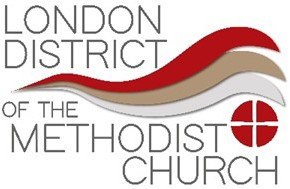 LONDON
DISTRICT
OF THE
METHODIST
CHURCH